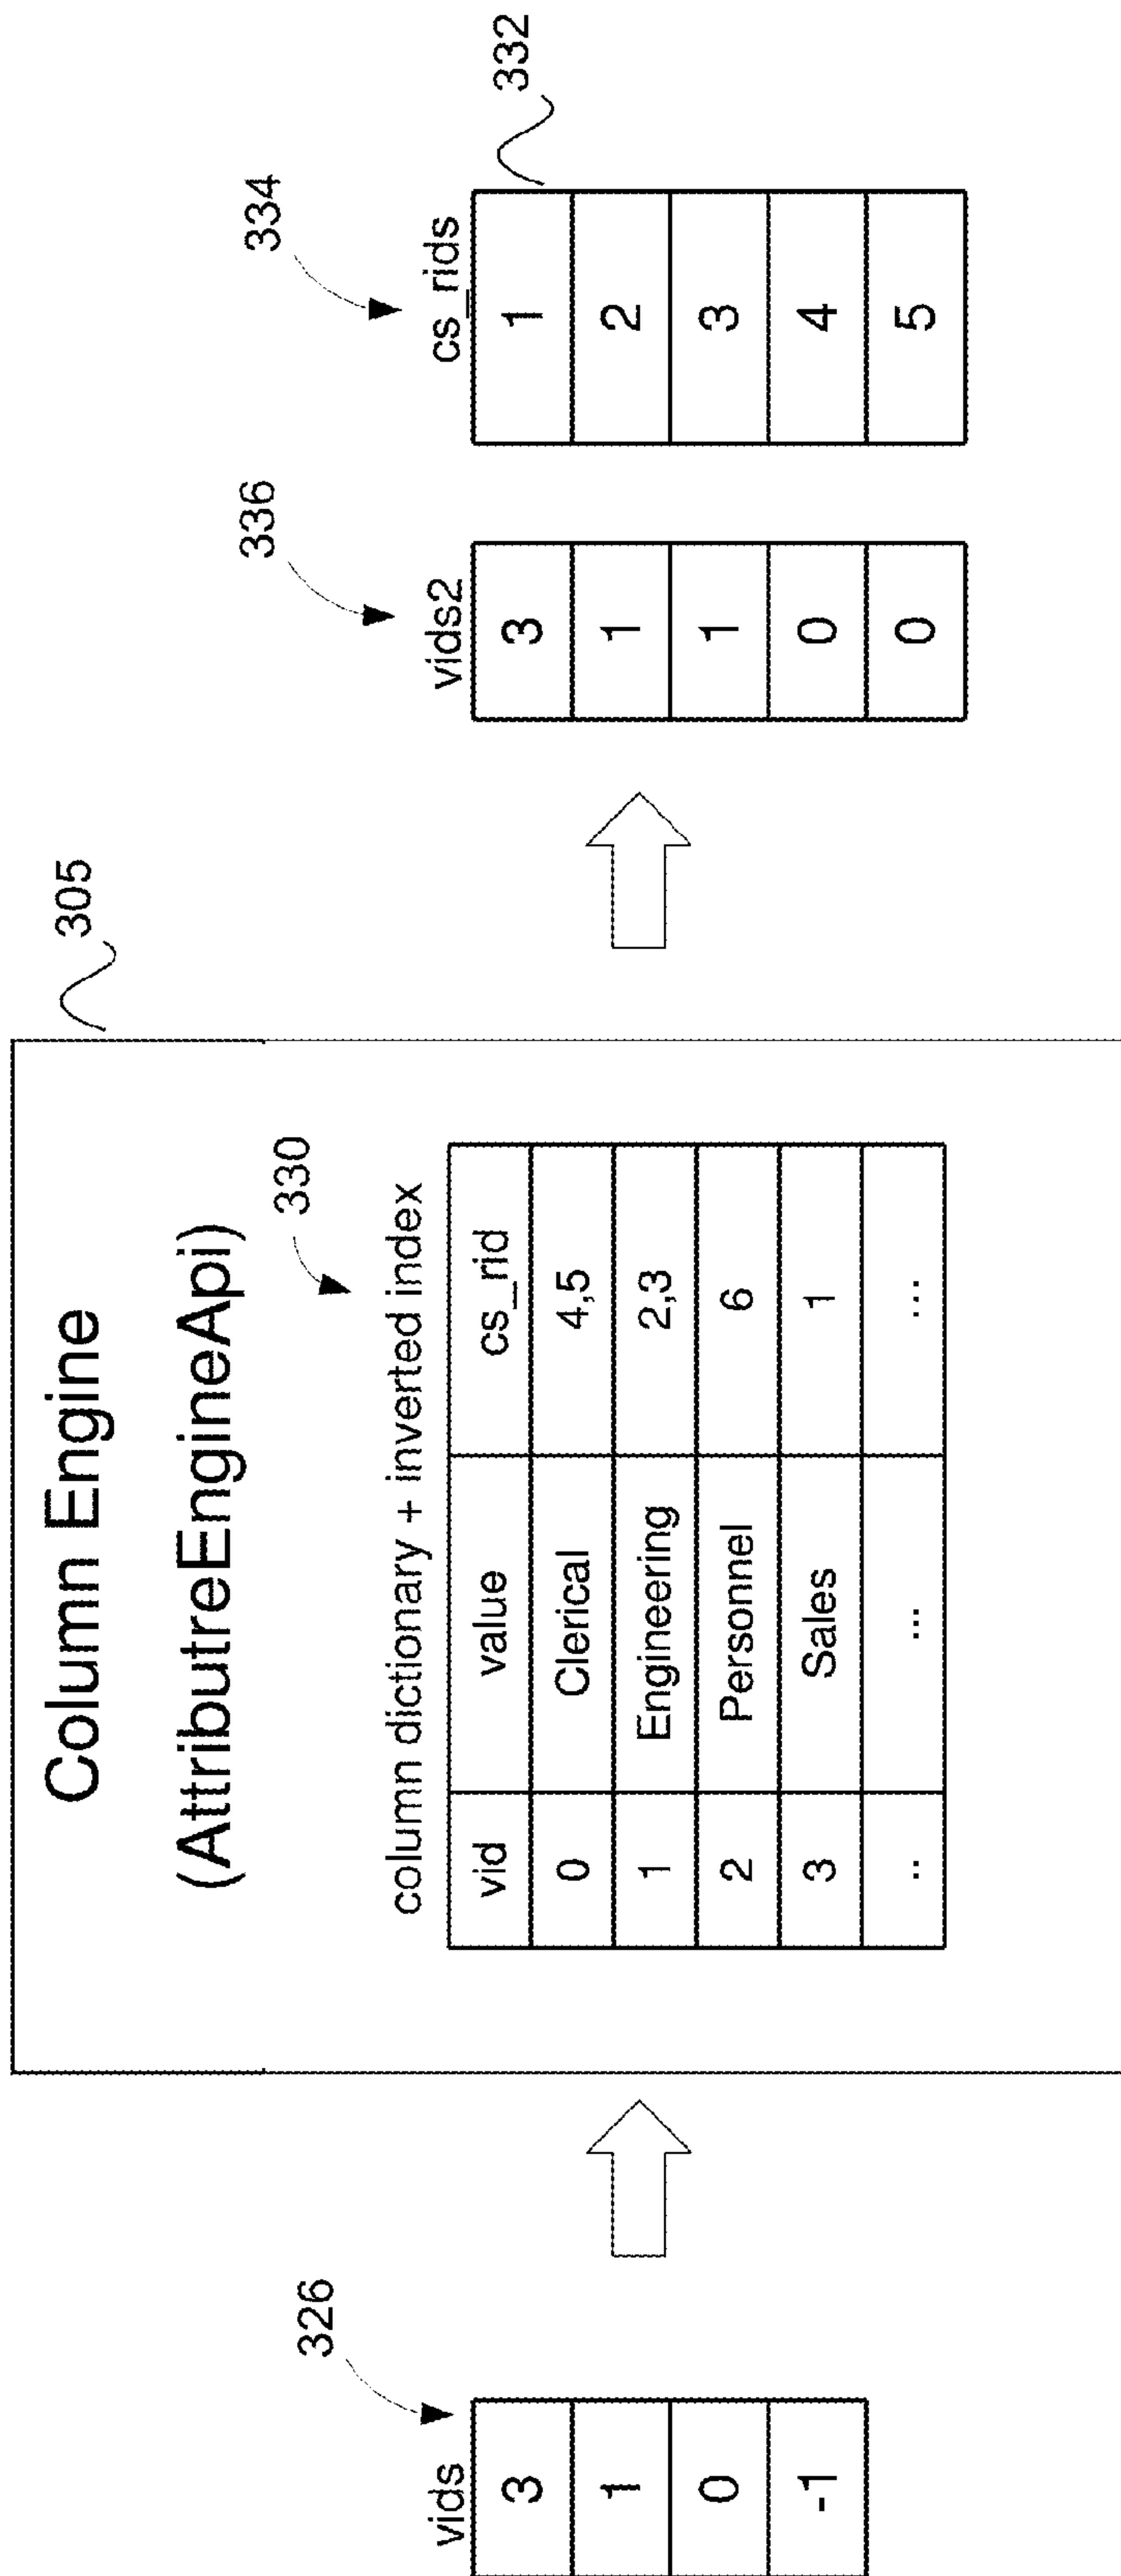 Column Engine
(AttributreEngineApi)
305
column dictionary + inverted index
330
vid value cs_rid
0 Clerical 4,5
1 Engineering 2,3
2 Personnel 6
3 Sales 1
.. ... ...
326
vids
3
1
0
-1
336
vids2
3
1
1
0
0
334
cs_rids
332
1
2
3
4
5